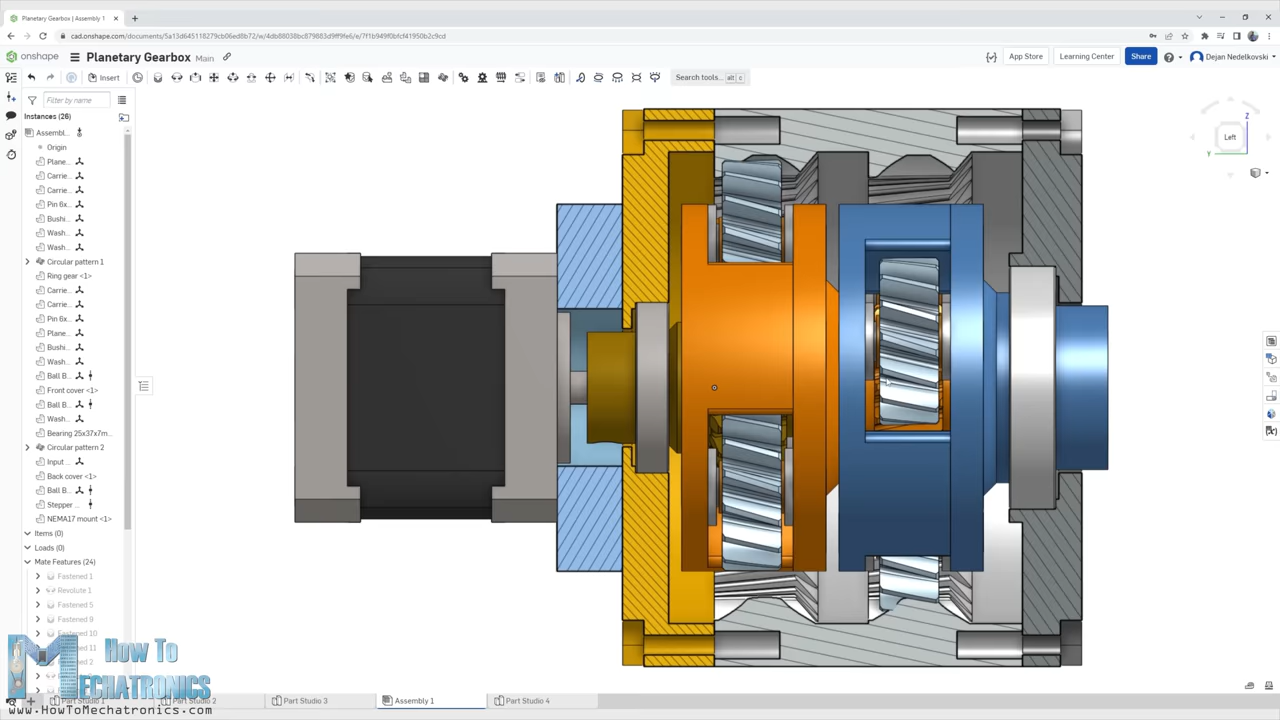 Planetary Gearbox | Assembly 1
cad.onshape.com/documents/5a13d645118279cb06ed8b72/w/4db88038bc879883d9ff9fe6/e/7f1b949f0bfcf41950b2c9cd
onshape
Planetary Gearbox
Main
App Store
Learning Center
Share
Dejan Nedelkovski
Insert
Search tools...
alt
c
Filter by name
Instances (26)
Assembl...
Origin
Plane...
Carrie...
Carrie...
Pin 6x...
Bushi...
Wash...
Wash...
Circular pattern 1
Ring gear <1>
Carrie...
Carrie...
Pin 6x...
Plane...
Bushi...
Wash...
Ball B...
Front cover <1>
Ball B...
Wash...
Bearing 25x37x7m...
Circular pattern 2
Input ...
Back cover <1>
Ball B...
Stepper ...
NEMA17 mount <1>
Items (0)
Loads (0)
Mate Features (24)
Fastened 1
Revolute 1
Fastened 5
Fastened 9
Fastened 10
Left
Z
Y
How To
MECHATRONICS
www.HowToMechatronics.com
Part Studio 3
Assembly 1
Part Studio 4